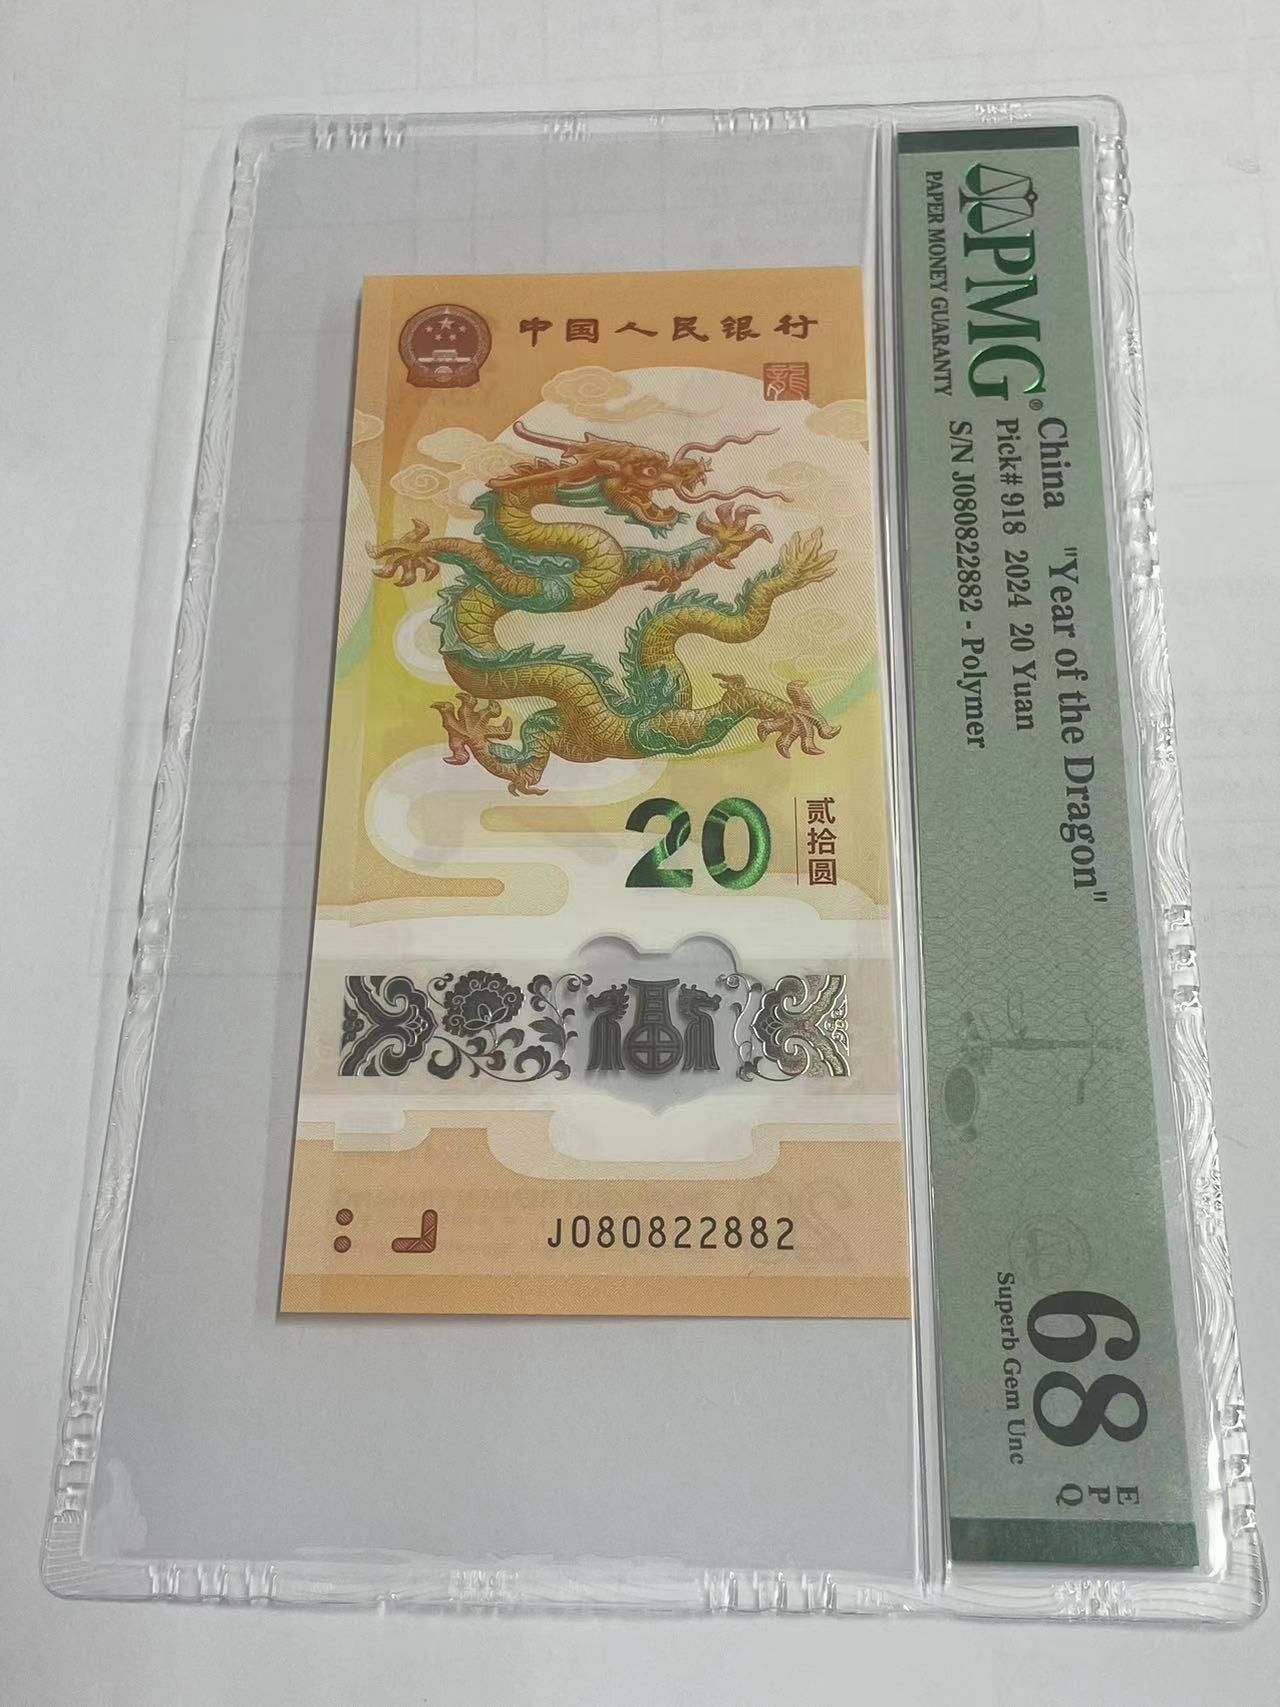 中国人民银行
龍
20
贰拾圆
J080822882
PMG®
PAPER MONEY GUARANTY
China "Year of the Dragon"
Pick# 918 2024 20 Yuan
S/N J080822882 - Polymer
68 EPQ
Superb Gem Unc